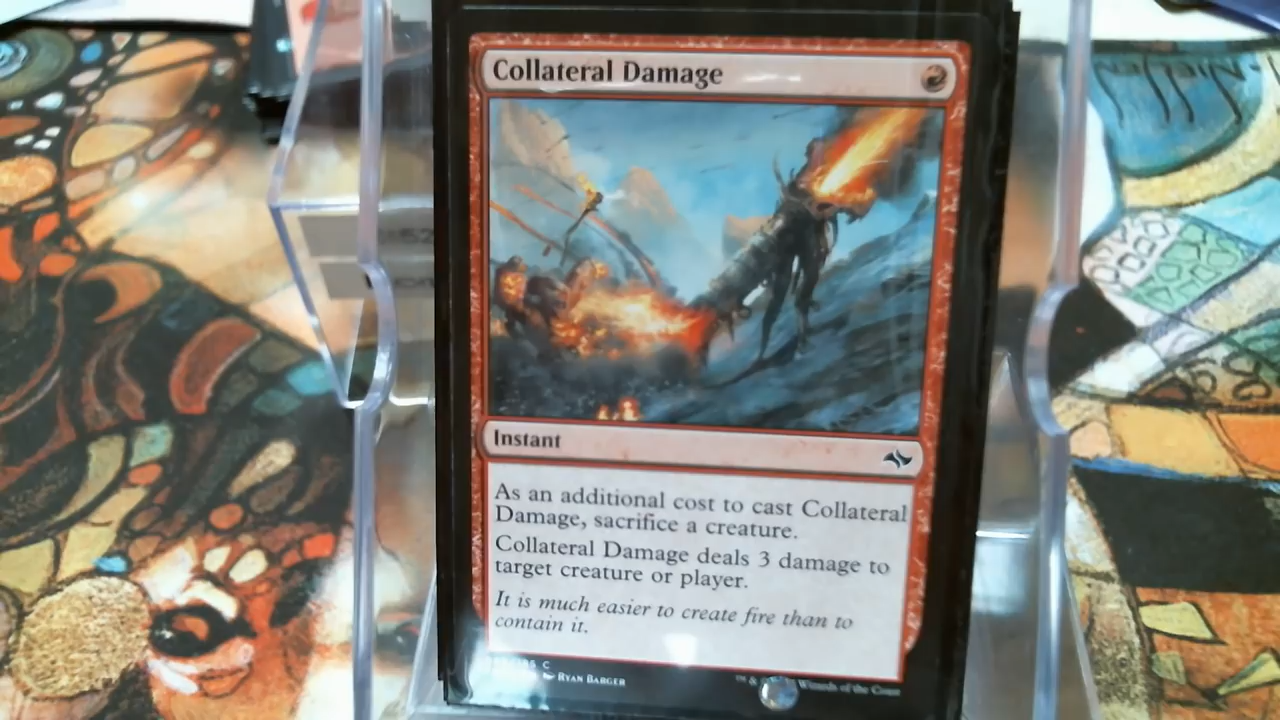 Collateral Damage
Instant
As an additional cost to cast Collateral
Damage, sacrifice a creature.
Collateral Damage deals 3 damage to
target creature or player.
It is much easier to create fire than to
contain it.
C
RYAN BARGER
™ &
Wizards of the Coast